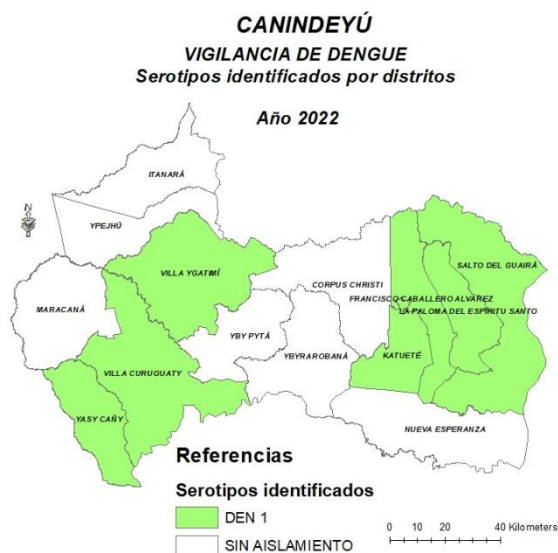 CANINDEYÚ
VIGILANCIA DE DENGUE
Serotipos identificados por distritos
Año 2022
ITANARÁ
N
YPEJHÚ
VILLA YGATIMÍ
SALTO DEL GUAIRÁ
CORPUS CHRISTI
FRANCISCO CABALLERO ALVAREZ
MARACANÁ
LA PALOMA DEL ESPÍRITU SANTO
YBY PYTÁ
YBYRAROBANÁ
KATUETÉ
VILLA CURUGUATY
YASY CAÑY
NUEVA ESPERANZA
Referencias
Serotipos identificados
DEN 1
SIN AISLAMIENTO
0 10 20 40 Kilometers